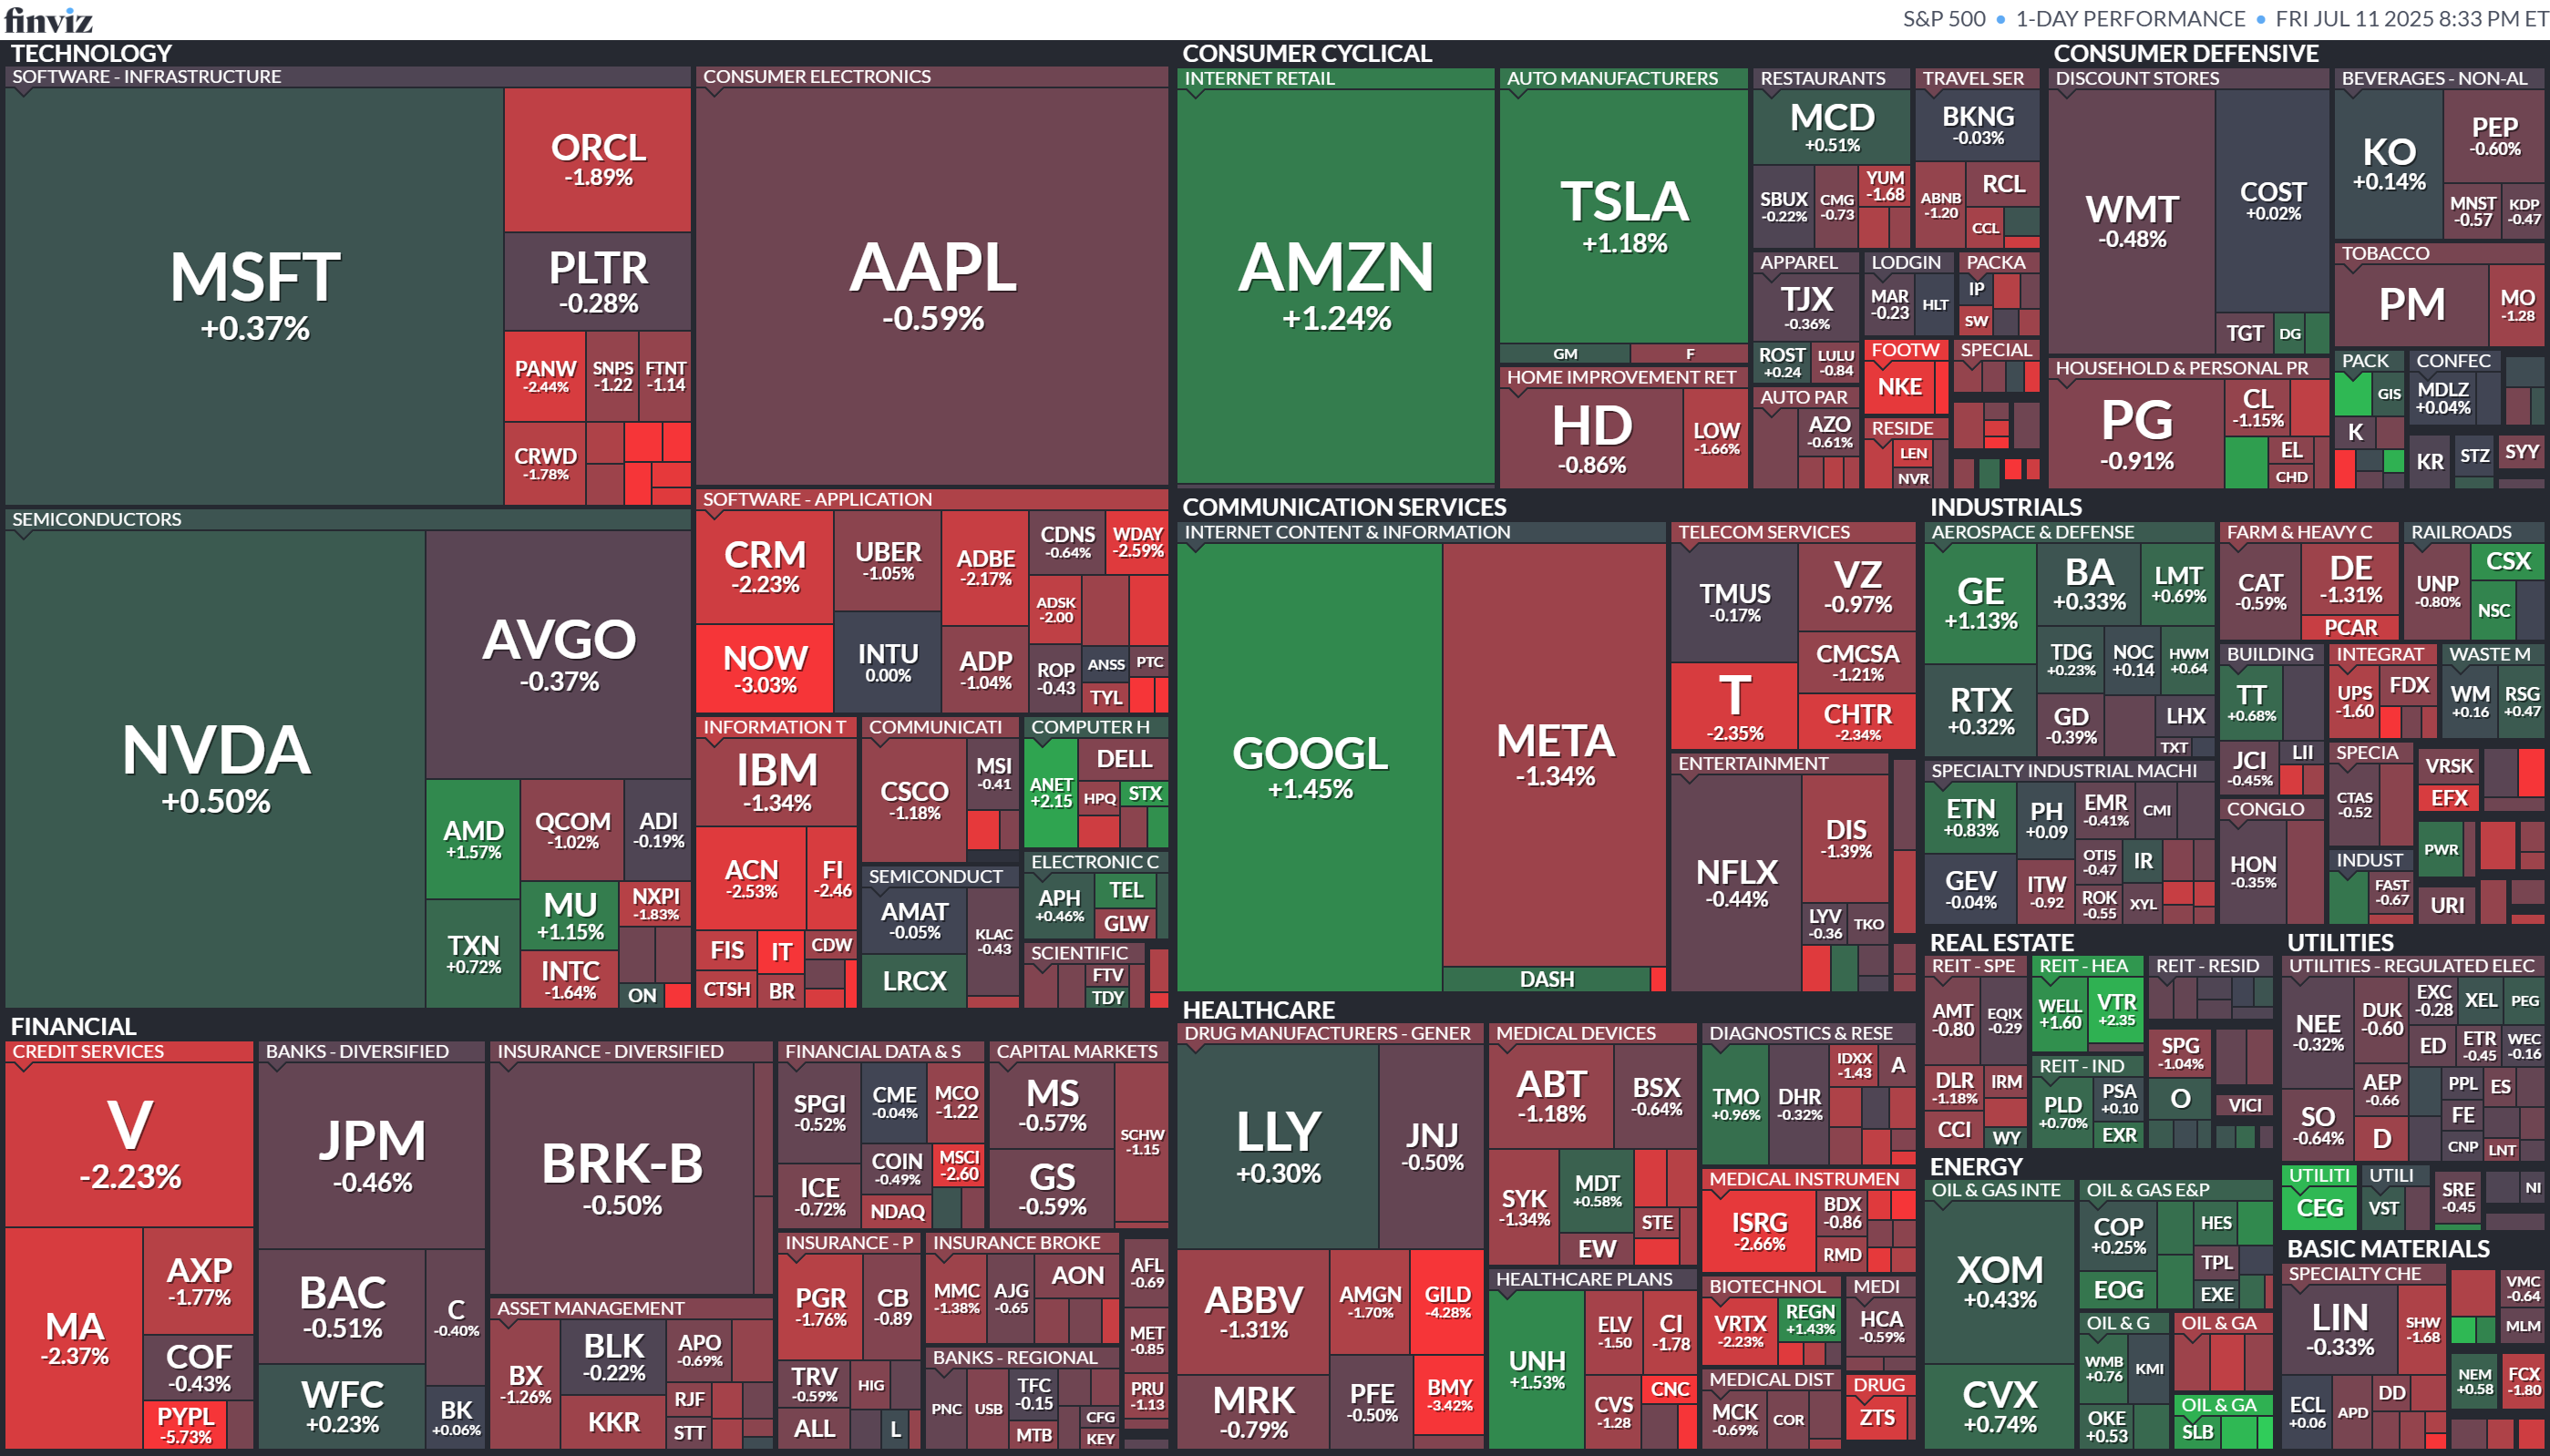 finviz
S&P 500 • 1-DAY PERFORMANCE • FRI JUL 11 2025 8:33 PM ET
TECHNOLOGY
SOFTWARE - INFRASTRUCTURE
MSFT
+0.37%
ORCL
-1.89%
PLTR
-0.28%
PANW
-2.44%
SNPS
-1.22
FTNT
-1.14
CRWD
-1.78%
CONSUMER ELECTRONICS
AAPL
-0.59%
SEMICONDUCTORS
NVDA
+0.50%
AVGO
-0.37%
AMD
+1.57%
QCOM
-1.02%
ADI
-0.19%
TXN
+0.72%
MU
+1.15%
NXPI
-1.83%
INTC
-1.64%
ON
SOFTWARE - APPLICATION
CRM
-2.23%
UBER
-1.05%
ADBE
-2.17%
CDNS
-0.64%
WDAY
-2.59%
NOW
-3.03%
INTU
0.00%
ADP
-1.04%
ADSK
-2.00
ROP
-0.43
ANSS
PTC
TYL
INFORMATION T
IBM
-1.34%
ACN
-2.53%
FI
-2.46
FIS
IT
CDW
CTSH
BR
COMMUNICATI
CSCO
-1.18%
MSI
-0.41
SEMICONDUCT
AMAT
-0.05%
KLAC
-0.43
LRCX
COMPUTER H
ANET
+2.15
DELL
HPQ
STX
ELECTRONIC C
APH
+0.46%
TEL
GLW
SCIENTIFIC
FTV
TDY
CONSUMER CYCLICAL
INTERNET RETAIL
AMZN
+1.24%
AUTO MANUFACTURERS
TSLA
+1.18%
GM
F
HOME IMPROVEMENT RET
HD
-0.86%
LOW
-1.66%
RESTAURANTS
MCD
+0.51%
SBUX
-0.22%
CMG
-0.73
YUM
-1.68
TRAVEL SER
BKNG
-0.03%
ABNB
-1.20
RCL
CCL
APPAREL
TJX
-0.36%
ROST
+0.24
LULU
-0.84
LODGIN
MAR
-0.23
HLT
PACKA
IP
SW
FOOTW
NKE
SPECIAL
AUTO PAR
AZO
-0.61%
RESIDE
LEN
NVR
CONSUMER DEFENSIVE
DISCOUNT STORES
WMT
-0.48%
COST
+0.02%
TGT
DG
BEVERAGES - NON-AL
KO
+0.14%
PEP
-0.60%
MNST
-0.57
KDP
-0.47
TOBACCO
PM
MO
-1.28
HOUSEHOLD & PERSONAL PR
PG
-0.91%
CL
-1.15%
EL
CHD
PACK
GIS
K
CONFEC
MDLZ
+0.04%
KR
STZ
SYY
COMMUNICATION SERVICES
INTERNET CONTENT & INFORMATION
GOOGL
+1.45%
META
-1.34%
DASH
TELECOM SERVICES
TMUS
-0.17%
VZ
-0.97%
T
-2.35%
CMCSA
-1.21%
CHTR
-2.34%
ENTERTAINMENT
NFLX
-0.44%
DIS
-1.39%
LYV
-0.36
TKO
INDUSTRIALS
AEROSPACE & DEFENSE
GE
+1.13%
BA
+0.33%
LMT
+0.69%
RTX
+0.32%
TDG
+0.23%
NOC
+0.14
HWM
+0.64
GD
-0.39%
LHX
TXT
FARM & HEAVY C
CAT
-0.59%
DE
-1.31%
PCAR
RAILROADS
UNP
-0.80%
CSX
NSC
BUILDING
TT
+0.68%
JCI
-0.45%
LII
INTEGRAT
UPS
-1.60
FDX
WASTE M
WM
+0.16
RSG
+0.47
SPECIALTY INDUSTRIAL MACHI
ETN
+0.83%
PH
+0.09
EMR
-0.41%
CMI
GEV
-0.04%
ITW
-0.92
OTIS
-0.47
IR
ROK
-0.55
XYL
CONGLO
HON
-0.35%
SPECIA
CTAS
-0.52
VRSK
EFX
INDUST
FAST
-0.67
PWR
URI
FINANCIAL
CREDIT SERVICES
V
-2.23%
MA
-2.37%
AXP
-1.77%
COF
-0.43%
PYPL
-5.73%
BANKS - DIVERSIFIED
JPM
-0.46%
BAC
-0.51%
C
-0.40%
WFC
+0.23%
BK
+0.06%
INSURANCE - DIVERSIFIED
BRK-B
-0.50%
ASSET MANAGEMENT
BX
-1.26%
BLK
-0.22%
APO
-0.69%
KKR
RJF
STT
FINANCIAL DATA & S
SPGI
-0.52%
CME
-0.04%
MCO
-1.22
ICE
-0.72%
COIN
-0.49%
MSCI
-2.60
NDAQ
CAPITAL MARKETS
MS
-0.57%
GS
-0.59%
SCHW
-1.15
INSURANCE - P
PGR
-1.76%
CB
-0.89
TRV
-0.59%
HIG
ALL
L
INSURANCE BROKE
MMC
-1.38%
AJG
-0.65
AON
BANKS - REGIONAL
PNC
USB
TFC
-0.15
MTB
CFG
KEY
AFL
-0.69
MET
-0.85
PRU
-1.13
HEALTHCARE
DRUG MANUFACTURERS - GENER
LLY
+0.30%
JNJ
-0.50%
ABBV
-1.31%
AMGN
-1.70%
GILD
-4.28%
MRK
-0.79%
PFE
-0.50%
BMY
-3.42%
MEDICAL DEVICES
ABT
-1.18%
BSX
-0.64%
SYK
-1.34%
MDT
+0.58%
STE
EW
HEALTHCARE PLANS
UNH
+1.53%
ELV
-1.50
CI
-1.78
CVS
-1.28
CNC
DIAGNOSTICS & RESE
TMO
+0.96%
DHR
-0.32%
IDXX
-1.43
A
MEDICAL INSTRUMEN
ISRG
-2.66%
BDX
-0.86
RMD
BIOTECHNOL
VRTX
-2.23%
REGN
+1.43%
MEDI
HCA
-0.59%
MEDICAL DIST
MCK
-0.69%
COR
DRUG
ZTS
REAL ESTATE
REIT - SPE
AMT
-0.80
EQIX
-0.29
DLR
-1.18%
IRM
CCI
WY
REIT - HEA
WELL
+1.60
VTR
+2.35
REIT - IND
PLD
+0.70%
PSA
+0.10
EXR
REIT - RESID
SPG
-1.04%
O
VICI
UTILITIES
UTILITIES - REGULATED ELEC
NEE
-0.32%
DUK
-0.60
EXC
-0.28
XEL
PEG
ED
ETR
-0.45
WEC
-0.16
SO
-0.64%
AEP
-0.66
PPL
ES
FE
D
CNP
LNT
UTILITI
CEG
UTILI
VST
SRE
-0.45
NI
ENERGY
OIL & GAS INTE
XOM
+0.43%
CVX
+0.74%
OIL & GAS E&P
COP
+0.25%
HES
EOG
TPL
EXE
OIL & G
WMB
+0.76
KMI
OKE
+0.53
OIL & GA
OIL & GA
SLB
BASIC MATERIALS
SPECIALTY CHE
LIN
-0.33%
SHW
-1.68
ECL
+0.06
APD
DD
VMC
-0.64
MLM
NEM
+0.58
FCX
-1.80